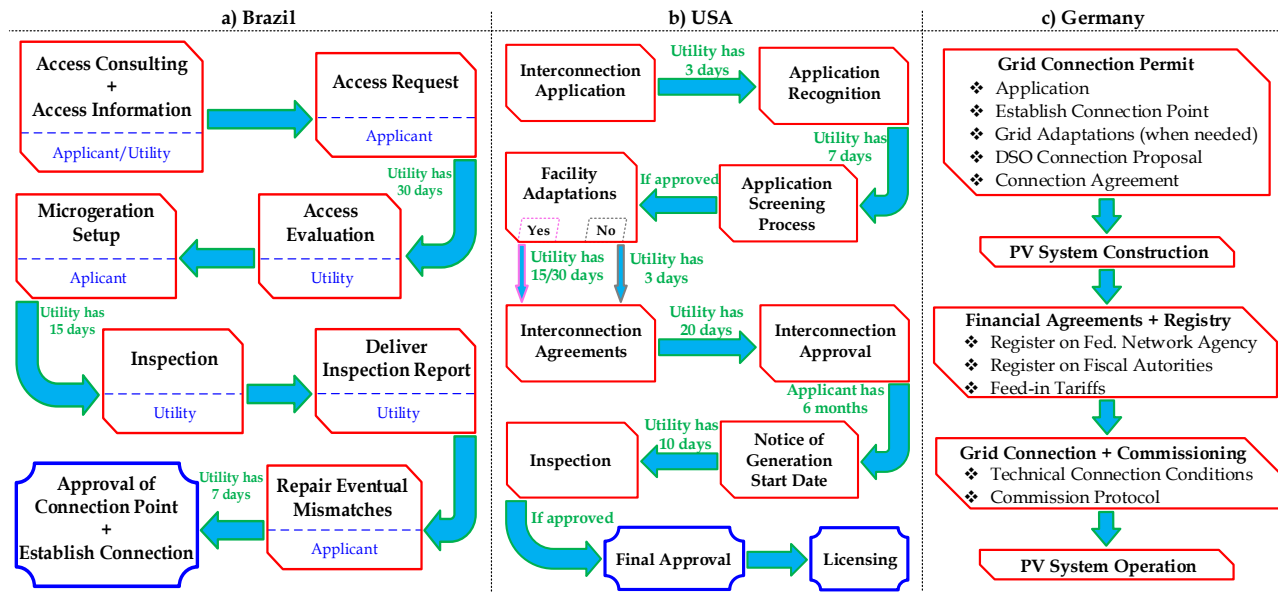 a) Brazil
Access Consulting
+
Access Information
Applicant/Utility
Access Request
Applicant
Utility has
30 days
Access
Evaluation
Utility
Microgeration
Setup
Aplicant
Utility has
15 days
Inspection
Utility
Deliver
Inspection Report
Utility
Repair Eventual
Mismatches
Applicant
Utility has
7 days
Approval of
Connection Point
+
Establish Connection
b) USA
Interconnection
Application
Utility has
3 days
Application
Recognition
Utility has
7 days
Application
Screening
Process
If approved
Facility
Adaptations
Yes
No
Utility has
15/30 days
Utility has
3 days
Interconnection
Agreements
Utility has
20 days
Interconnection
Approval
Applicant has
6 months
Notice of
Generation
Start Date
Utility has
10 days
Inspection
If approved
Final Approval
Licensing
c) Germany
Grid Connection Permit
❖ Application
❖ Establish Connection Point
❖ Grid Adaptations (when needed)
❖ DSO Connection Proposal
❖ Connection Agreement
PV System Construction
Financial Agreements + Registry
❖ Register on Fed. Network Agency
❖ Register on Fiscal Autorities
❖ Feed-in Tariffs
Grid Connection + Commissioning
❖ Technical Connection Conditions
❖ Commission Protocol
PV System Operation